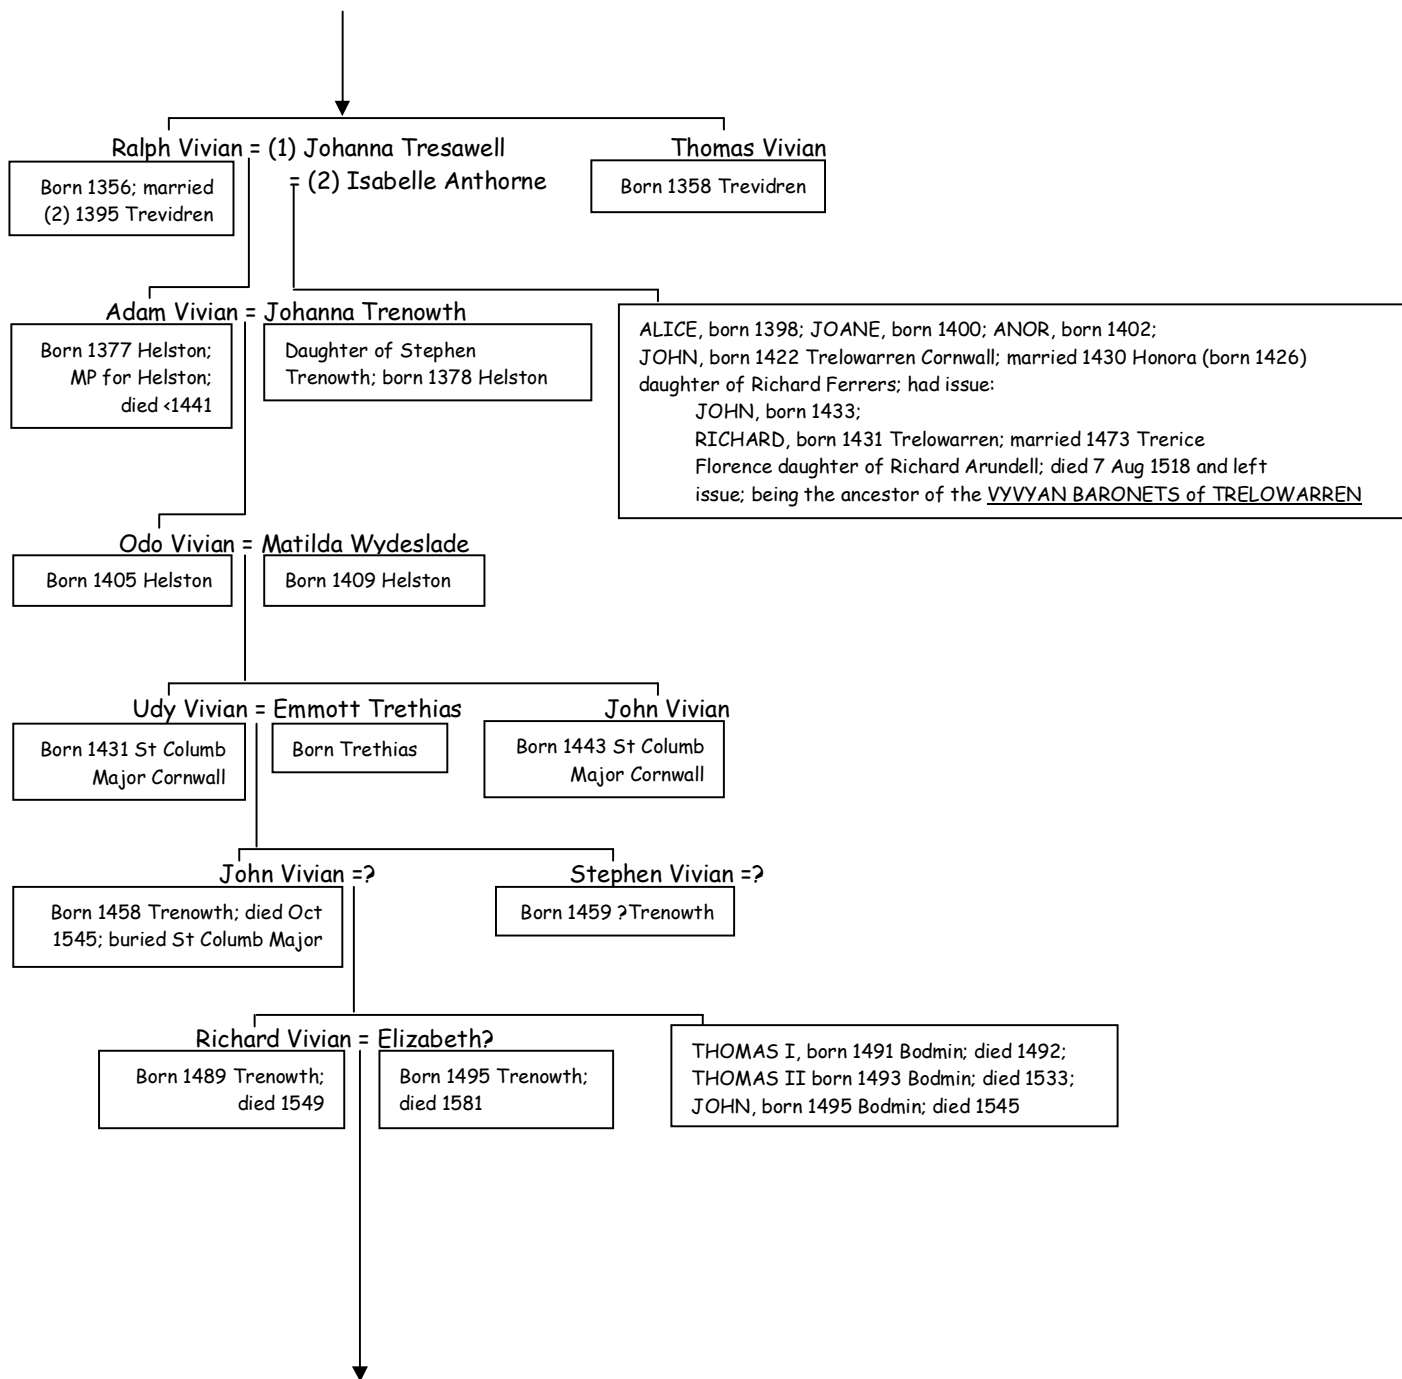 Ralph Vivian = (1) Johanna Tresawell
= (2) Isabelle Anthorne
Thomas Vivian
Born 1356; married
(2) 1395 Trevidren
Born 1358 Trevidren
Adam Vivian = Johanna Trenowth
Born 1377 Helston;
MP for Helston;
died <1441
Daughter of Stephen
Trenowth; born 1378 Helston
ALICE, born 1398; JOANE, born 1400; ANOR, born 1402;
JOHN, born 1422 Trelowarren Cornwall; married 1430 Honora (born 1426)
daughter of Richard Ferrers; had issue:
JOHN, born 1433;
RICHARD, born 1431 Trelowarren; married 1473 Trerice
Florence daughter of Richard Arundell; died 7 Aug 1518 and left
issue; being the ancestor of the VYVYAN BARONETS of TRELOWARREN
Odo Vivian = Matilda Wydeslade
Born 1405 Helston
Born 1409 Helston
Udy Vivian = Emmott Trethias
John Vivian
Born 1431 St Columb
Major Cornwall
Born Trethias
Born 1443 St Columb
Major Cornwall
John Vivian =?
Stephen Vivian =?
Born 1458 Trenowth; died Oct
1545; buried St Columb Major
Born 1459 ?Trenowth
Richard Vivian = Elizabeth?
Born 1489 Trenowth;
died 1549
Born 1495 Trenowth;
died 1581
THOMAS I, born 1491 Bodmin; died 1492;
THOMAS II born 1493 Bodmin; died 1533;
JOHN, born 1495 Bodmin; died 1545